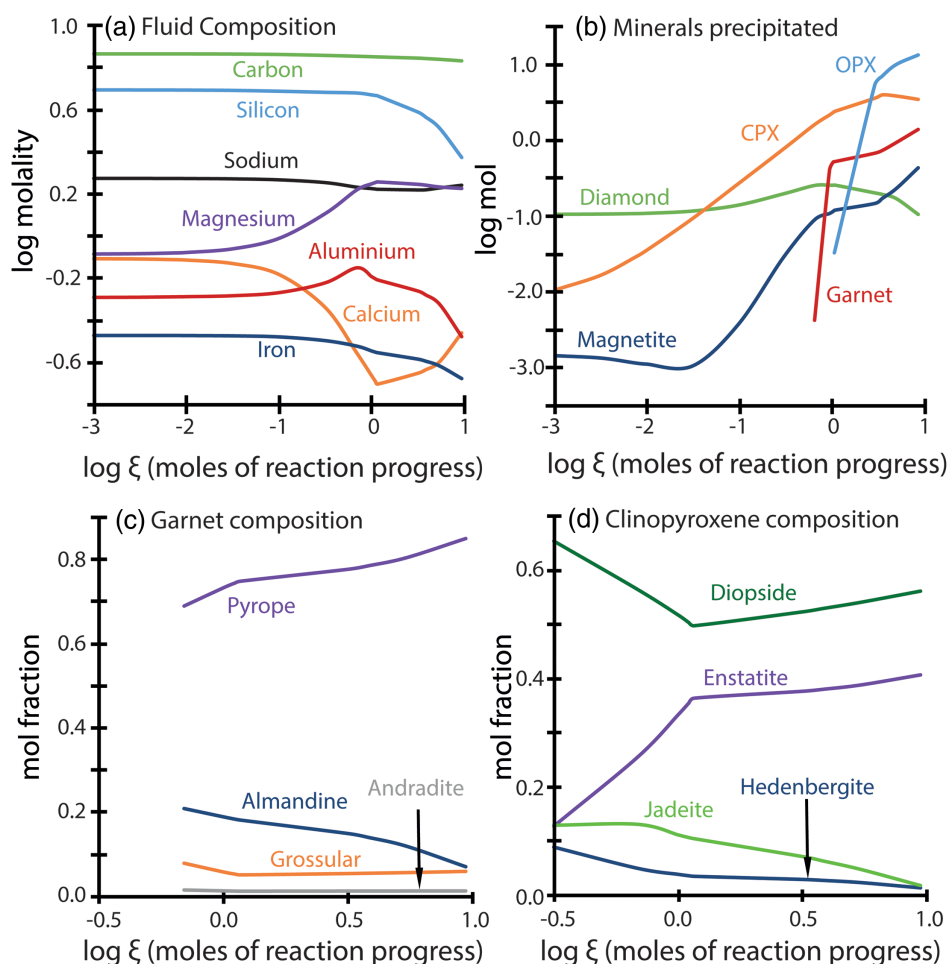 (a) Fluid Composition
1.0
0.6
0.2
-0.2
-0.6
log molality
Carbon
Silicon
Sodium
Magnesium
Aluminium
Calcium
Iron
-3
-2
-1
0
1
log ξ (moles of reaction progress)
(b) Minerals precipitated
1.0
0.0
-1.0
-2.0
-3.0
log mol
OPX
CPX
Diamond
Garnet
Magnetite
-3
-2
-1
0
1
log ξ (moles of reaction progress)
(c) Garnet composition
0.8
0.6
0.4
0.2
0.0
mol fraction
Pyrope
Andradite
Almandine
Grossular
-0.5
0.0
0.5
1.0
log ξ (moles of reaction progress)
(d) Clinopyroxene composition
0.6
0.4
0.2
0.0
mol fraction
Diopside
Enstatite
Hedenbergite
Jadeite
-0.5
0.0
0.5
1.0
log ξ (moles of reaction progress)